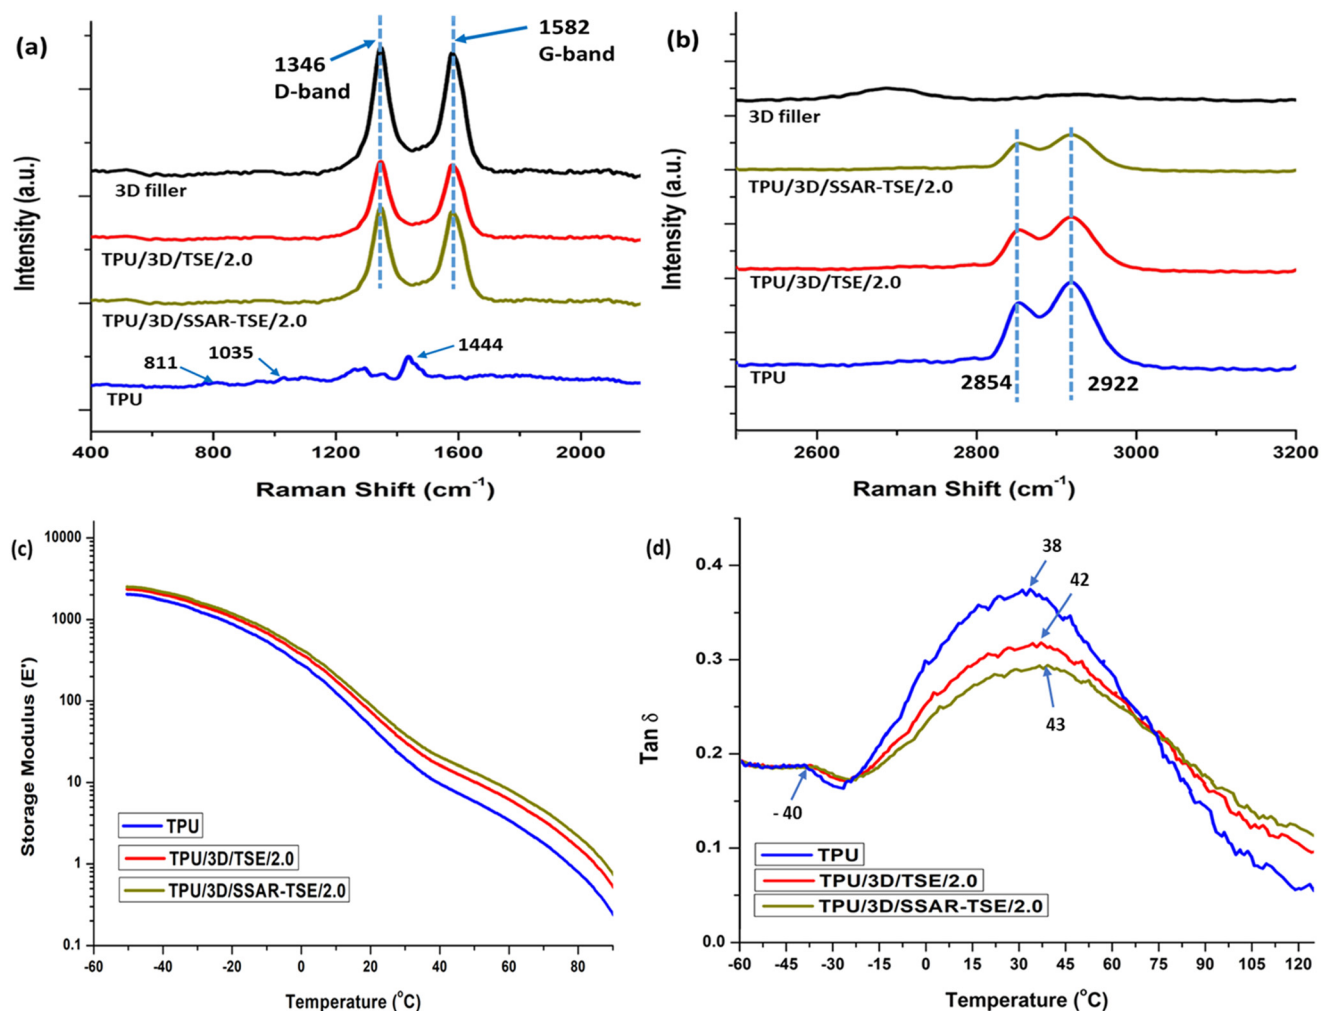 (a)
1346
D-band
1582
G-band
3D filler
TPU/3D/TSE/2.0
TPU/3D/SSAR-TSE/2.0
811
1035
1444
TPU
Intensity (a.u.)
400
800
1200
1600
2000
Raman Shift (cm-1)
(b)
3D filler
TPU/3D/SSAR-TSE/2.0
TPU/3D/TSE/2.0
TPU
2854
2922
Intensity (a.u.)
2600
2800
3000
3200
Raman Shift (cm-1)
(c)
10000
1000
100
10
1
0.1
Storage Modulus (E')
TPU
TPU/3D/TSE/2.0
TPU/3D/SSAR-TSE/2.0
-60
-40
-20
0
20
40
60
80
Temperature (oC)
(d)
38
42
43
- 40
0.4
0.3
0.2
0.1
0.0
Tan δ
TPU
TPU/3D/TSE/2.0
TPU/3D/SSAR-TSE/2.0
-60
-45
-30
-15
0
15
30
45
60
75
90
105
120
Temperature (oC)